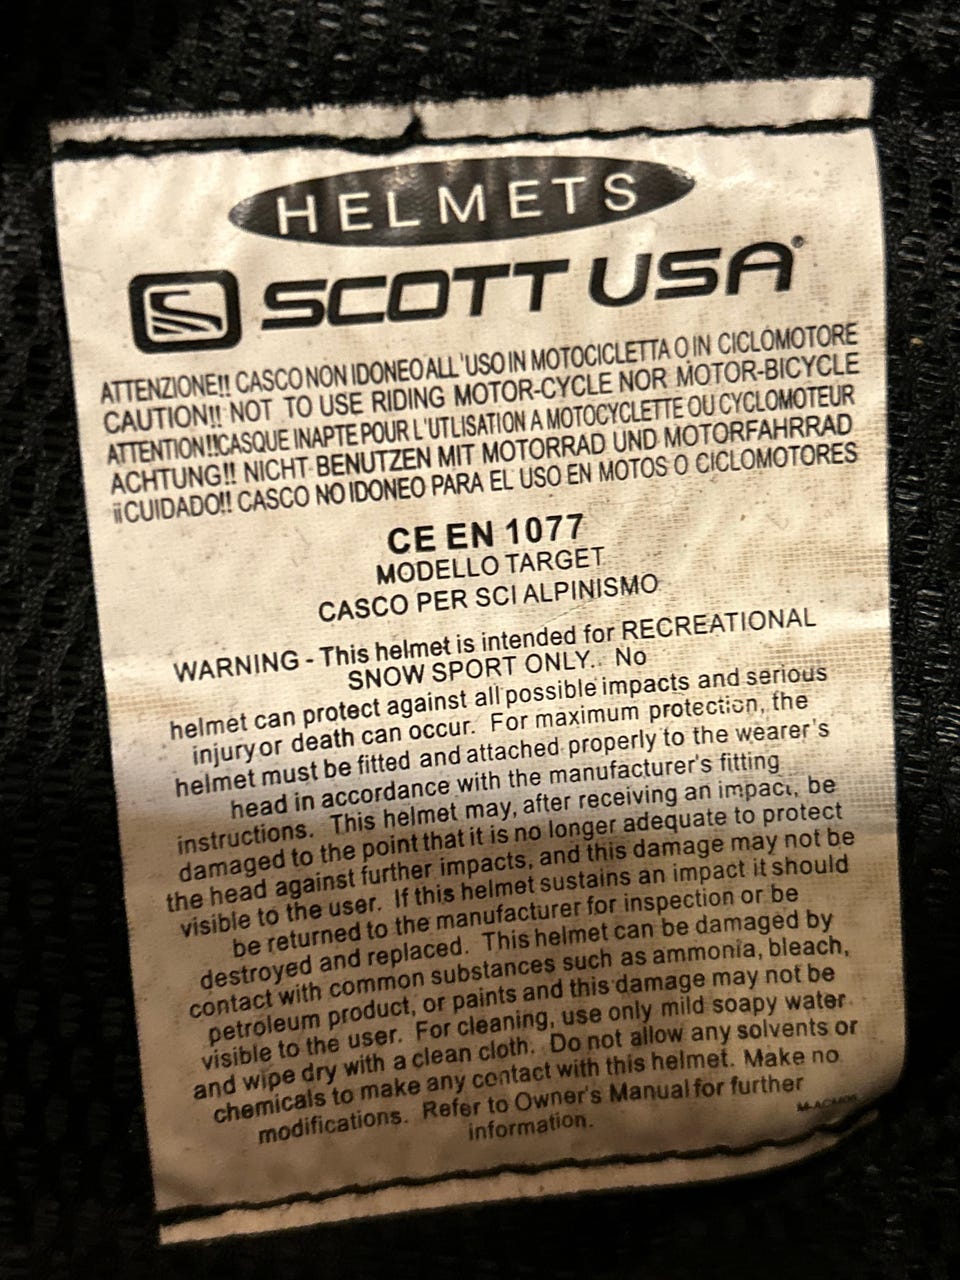 HELMETS
SCOTT USA®
ATTENZIONE!! CASCO NON IDONEO ALL'USO IN MOTOCICLETTA O IN CICLOMOTORE
CAUTION!! NOT TO USE RIDING MOTOR-CYCLE NOR MOTOR-BICYCLE
ATTENTION!!CASQUE INAPTE POUR L'UTLISATION A MOTOCYCLETTE OU CYCLOMOTEUR
ACHTUNG!! NICHT BENUTZEN MIT MOTORRAD UND MOTORFAHRRAD
¡¡CUIDADO!! CASCO NO IDONEO PARA EL USO EN MOTOS O CICLOMOTORES
CE EN 1077
MODELLO TARGET
CASCO PER SCI ALPINISMO
WARNING - This helmet is intended for RECREATIONAL
SNOW SPORT ONLY. No
helmet can protect against all possible impacts and serious
injury or death can occur. For maximum protection, the
helmet must be fitted and attached properly to the wearer's
head in accordance with the manufacturer's fitting
instructions. This helmet may, after receiving an impact, be
damaged to the point that it is no longer adequate to protect
the head against further impacts, and this damage may not be
visible to the user. If this helmet sustains an impact it should
be returned to the manufacturer for inspection or be
destroyed and replaced. This helmet can be damaged by
contact with common substances such as ammonia, bleach,
petroleum product, or paints and this damage may not be
visible to the user. For cleaning, use only mild soapy water
and wipe dry with a clean cloth. Do not allow any solvents or
chemicals to make any contact with this helmet. Make no
modifications. Refer to Owner's Manual for further
information.